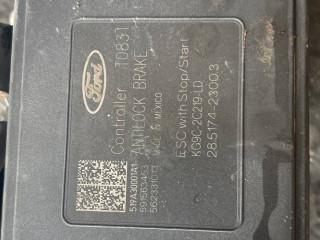 Ford
Controller T0831
ANTILOCK BRAKE
MADE IN MEXICO
ESC with Stop/Start
KG9C-2C219-LD
28.5174-2300.3
519A30001A1